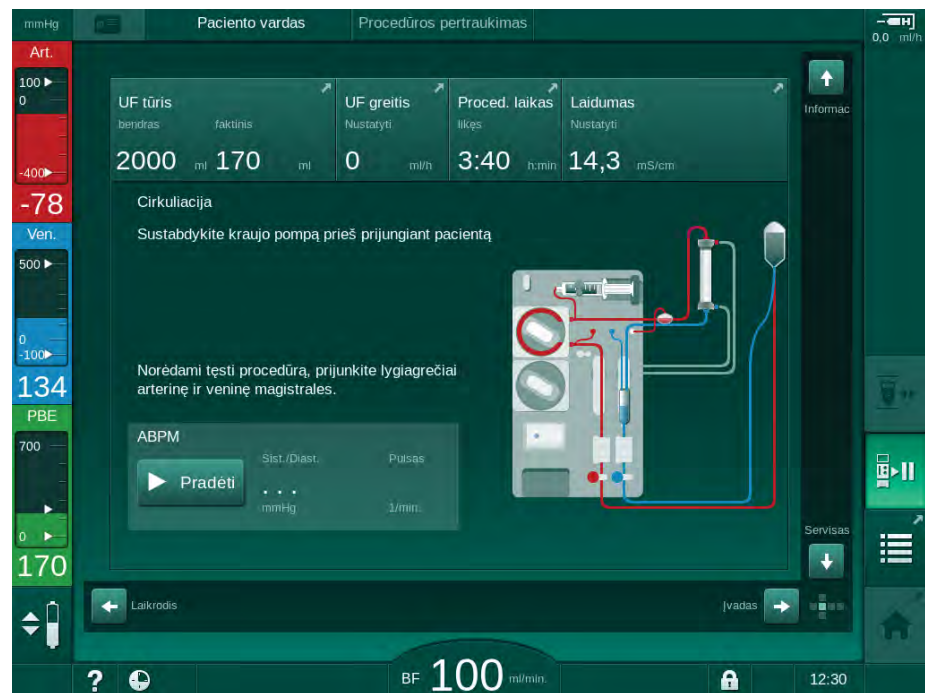 mmHg
Paciento vardas
Procedūros pertraukimas
0,0 ml/h
Art.
100
0
-400
-78
Ven.
500
0
-100
134
PBE
700
0
170
UF tūris
bendras faktinis
2000 ml 170 ml
UF greitis
Nustatyti
0 ml/h
Proced. laikas
likęs
3:40 h:min
Laidumas
Nustatyti
14,3 mS/cm
Informac
Cirkuliacija
Sustabdykite kraujo pompą prieš prijungiant pacientą
Norėdami tęsti procedūrą, prijunkite lygiagrečiai
arterinę ir veninę magistrales.
ABPM
Sist./Diast. Pulsas
Pradėti
. . .
mmHg 1/min.
Servisas
Laikrodis
Įvadas
? BF 100 ml/min. 12:30